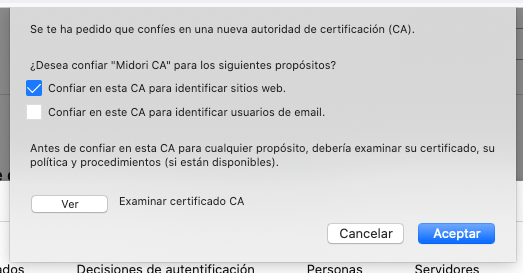 Se te ha pedido que confíes en una nueva autoridad de certificación (CA).
¿Desea confiar "Midori CA" para los siguientes propósitos?
Confiar en esta CA para identificar sitios web.
Confiar en este CA para identificar usuarios de email.
Antes de confiar en esta CA para cualquier propósito, debería examinar su certificado, su
política y procedimientos (si están disponibles).
Ver Examinar certificado CA
Cancelar Aceptar
Decisiones de autenticación Personas Servidores